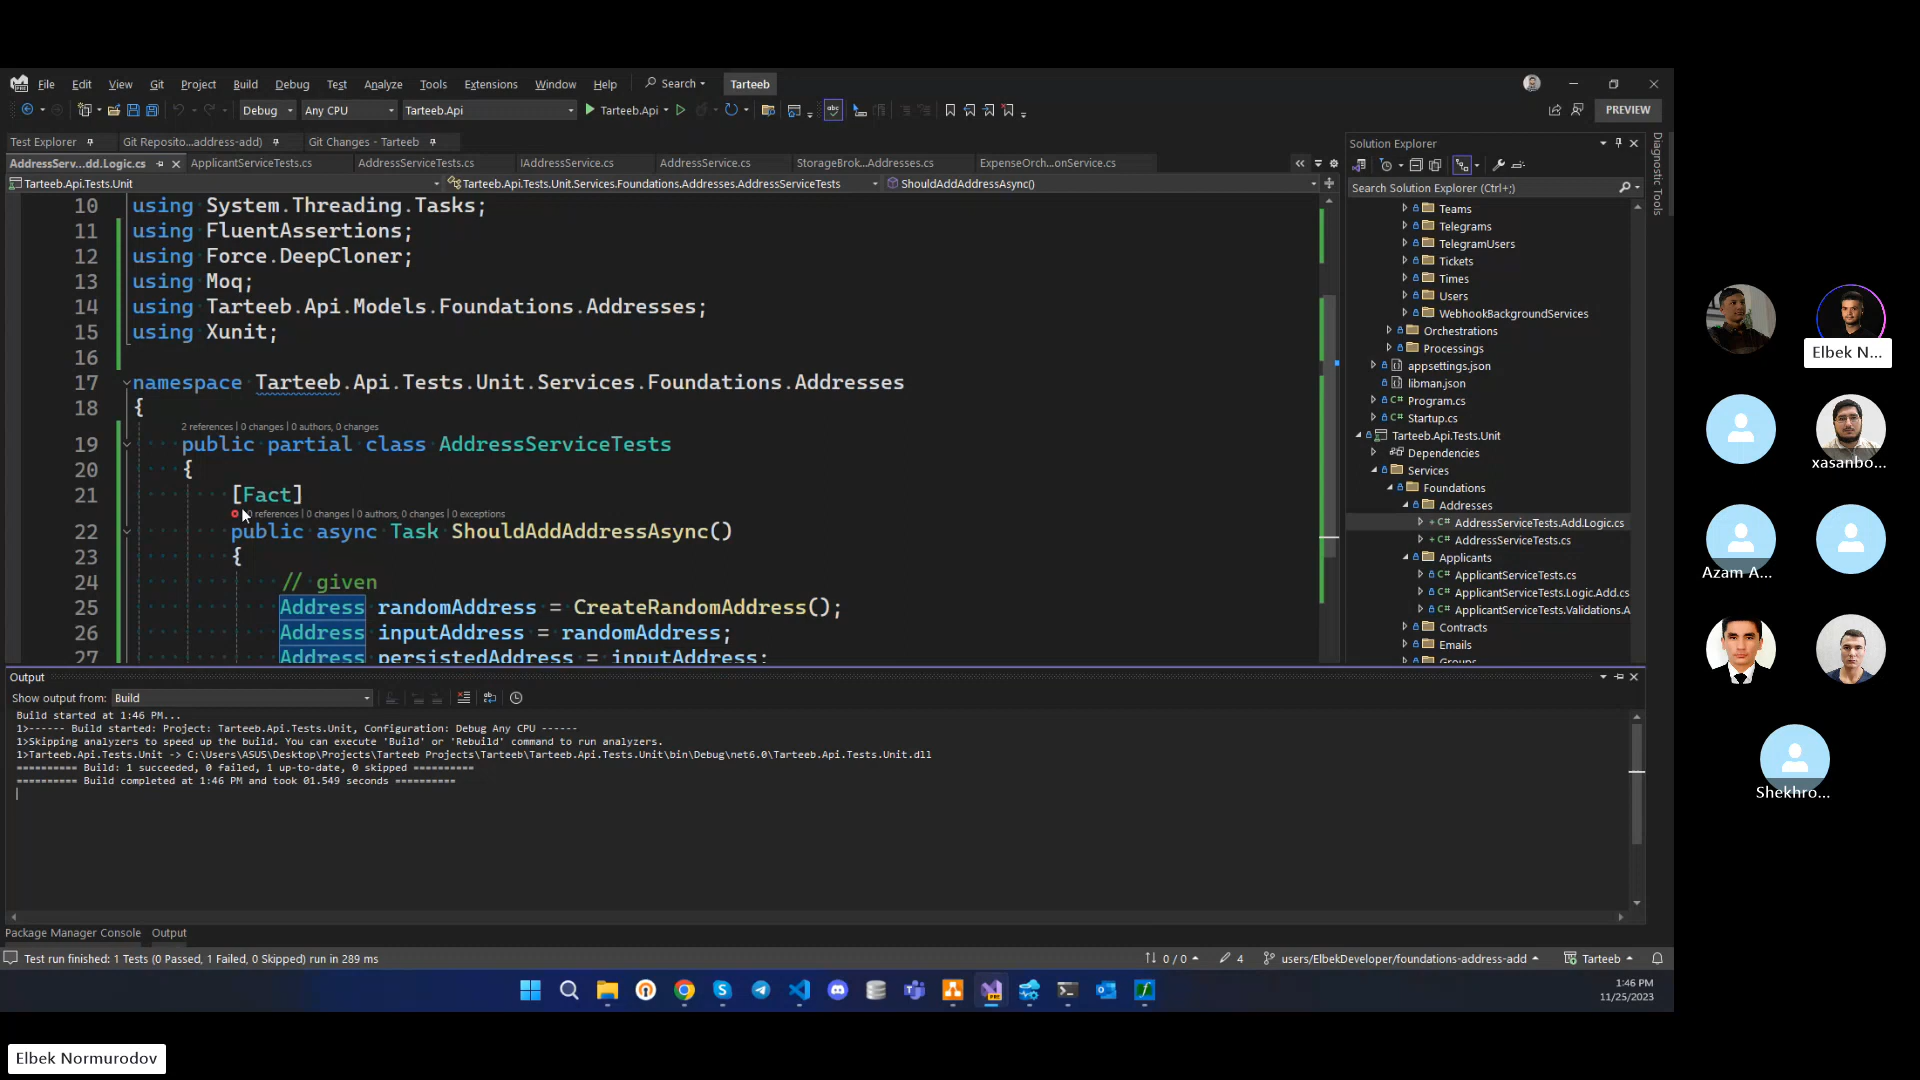 File Edit View Git Project Build Debug Test Analyze Tools Extensions Window Help Search Tarteeb
Debug Any CPU Tarteeb.Api Tarteeb.Api PREVIEW
Test Explorer Git Reposito...address-add) Git Changes - Tarteeb
AddressServ...dd.Logic.cs ApplicantServiceTests.cs AddressServiceTests.cs IAddressService.cs AddressService.cs StorageBrok...Addresses.cs ExpenseOrch...onService.cs
Tarteeb.Api.Tests.Unit Tarteeb.Api.Tests.Unit.Services.Foundations.Addresses.AddressServiceTests ShouldAddAddressAsync()
10 using System.Threading.Tasks;
11 using FluentAssertions;
12 using Force.DeepCloner;
13 using Moq;
14 using Tarteeb.Api.Models.Foundations.Addresses;
15 using Xunit;
16
17 namespace Tarteeb.Api.Tests.Unit.Services.Foundations.Addresses
18 {
2 references | 0 changes | 0 authors, 0 changes
19 public partial class AddressServiceTests
20 {
21 [Fact]
references | 0 changes | 0 authors, 0 changes | 0 exceptions
22 public async Task ShouldAddAddressAsync()
23 {
24 // given
25 Address randomAddress = CreateRandomAddress();
26 Address inputAddress = randomAddress;
27 Address persistedAddress = inputAddress;
Solution Explorer
Search Solution Explorer (Ctrl+;)
Teams
Telegrams
TelegramUsers
Tickets
Times
Users
WebhookBackgroundServices
Orchestrations
Processings
appsettings.json
libman.json
C# Program.cs
C# Startup.cs
Tarteeb.Api.Tests.Unit
Dependencies
Services
Foundations
Addresses
C# AddressServiceTests.Add.Logic.cs
C# AddressServiceTests.cs
Applicants
C# ApplicantServiceTests.cs
C# ApplicantServiceTests.Logic.Add.cs
C# ApplicantServiceTests.Validations.A
Contracts
Emails
Groups
Diagnostic Tools
Output
Show output from: Build
Build started at 1:46 PM...
1>------ Build started: Project: Tarteeb.Api.Tests.Unit, Configuration: Debug Any CPU ------
1>Skipping analyzers to speed up the build. You can execute 'Build' or 'Rebuild' command to run analyzers.
1>Tarteeb.Api.Tests.Unit -> C:\Users\ASUS\Desktop\Projects\Tarteeb Projects\Tarteeb\Tarteeb.Api.Tests.Unit\bin\Debug\net6.0\Tarteeb.Api.Tests.Unit.dll
========== Build: 1 succeeded, 0 failed, 1 up-to-date, 0 skipped ==========
========== Build completed at 1:46 PM and took 01.549 seconds ==========
Package Manager Console Output
Test run finished: 1 Tests (0 Passed, 1 Failed, 0 Skipped) run in 289 ms 0 / 0 4 users/ElbekDeveloper/foundations-address-add Tarteeb
1:46 PM
11/25/2023
Elbek N...
xasanbo...
Azam A...
Shekhro...
Elbek Normurodov